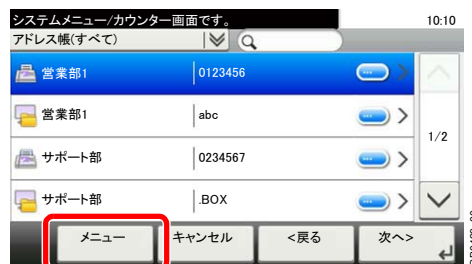 システムメニュー/カウンター画面です。 10:10
アドレス帳(すべて)
営業部1 0123456
営業部1 abc
1/2
サポート部 0234567
サポート部 .BOX
メニュー キャンセル <戻る 次へ>